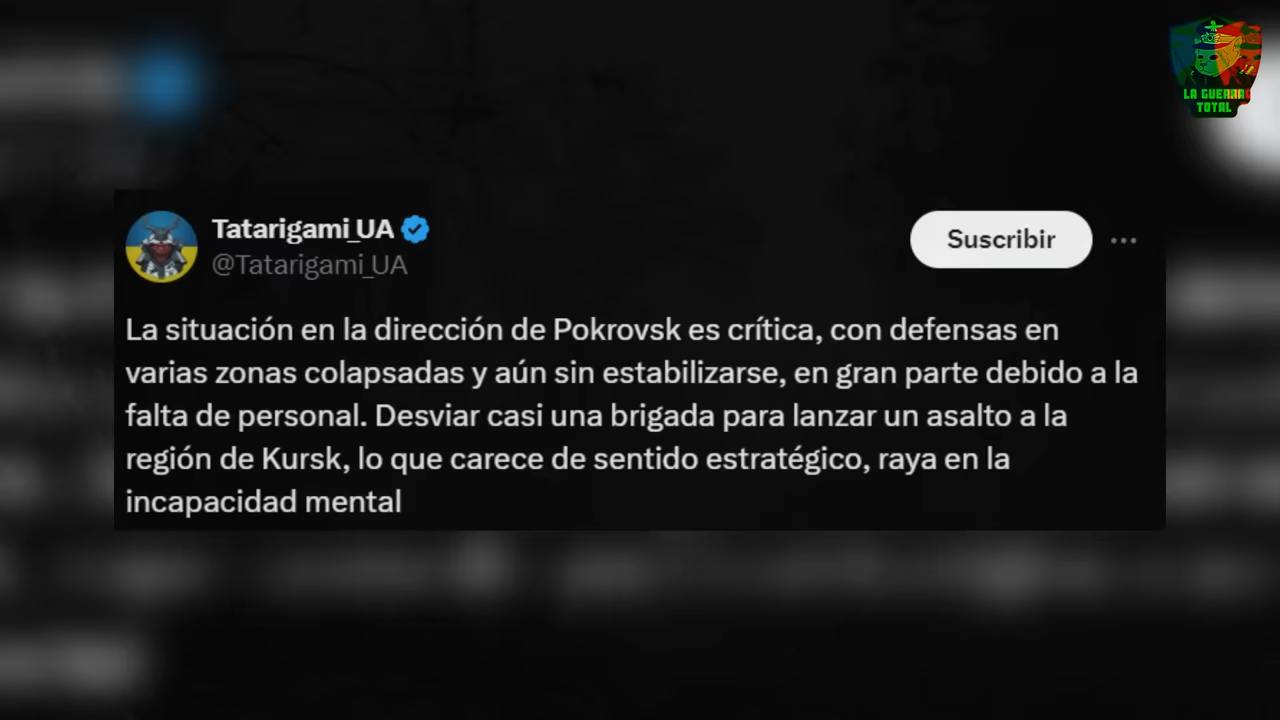 LA GUERRA
TOTAL
Tatarigami_UA
@Tatarigami_UA
Suscribir
La situación en la dirección de Pokrovsk es crítica, con defensas en
varias zonas colapsadas y aún sin estabilizarse, en gran parte debido a la
falta de personal. Desviar casi una brigada para lanzar un asalto a la
región de Kursk, lo que carece de sentido estratégico, raya en la
incapacidad mental